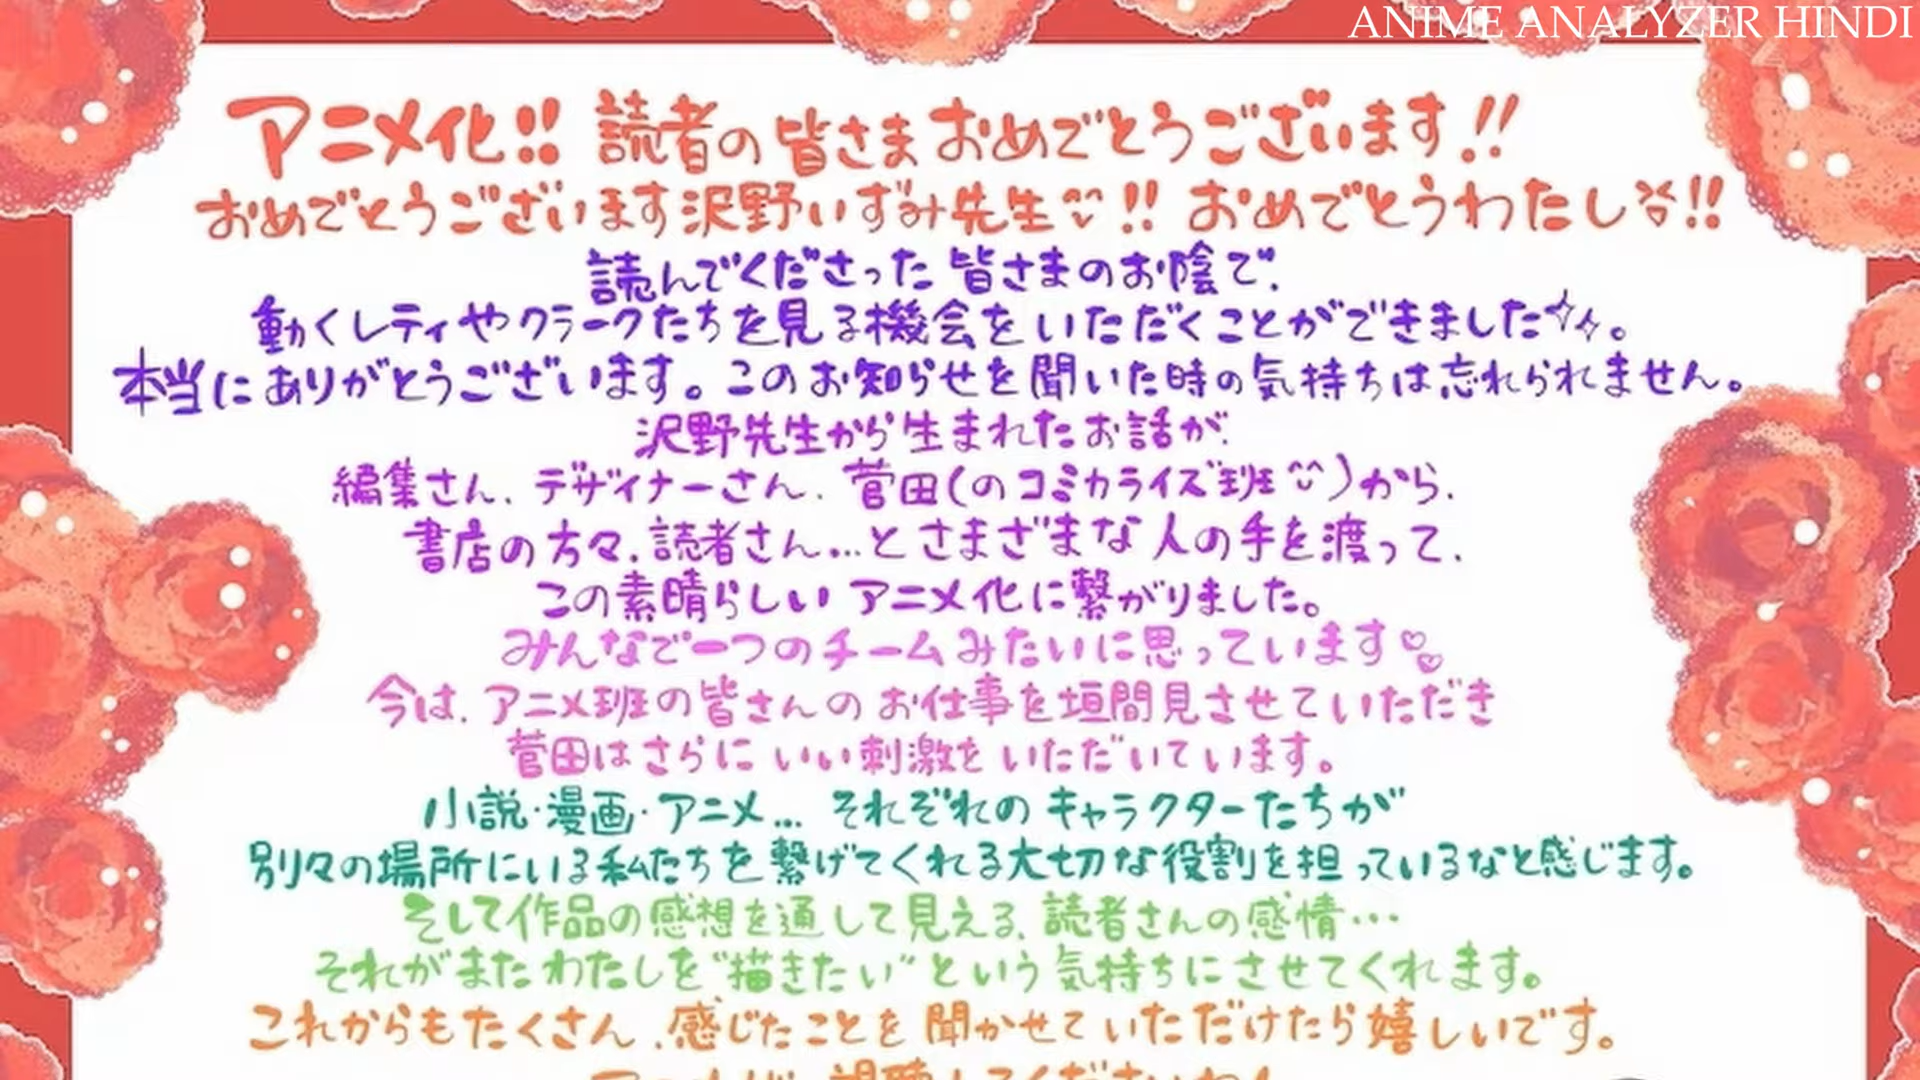 ANIME ANALYZER HINDI
アニメ化!! 読者の皆さまおめでとうございます!!
おめでとうございます沢野いずみ先生!! おめでとうわたし!!
読んでくださった皆さまのお陰で、
動くレティやクラークたちを見る機会をいただくことができました。
本当にありがとうございます。このお知らせを聞いた時の気持ちは忘れられません。
沢野先生から生まれたお話が、
編集さん、デザイナーさん、菅田(のコミカライズ班^^)から、
書店の方々、読者さん…とさまざまな人の手を渡って、
この素晴らしいアニメ化に繋がりました。
みんなで一つのチームみたいに思っています♡
今は、アニメ班の皆さんのお仕事を垣間見させていただき
菅田はさらにいい刺激をいただいています。
小説・漫画・アニメ… それぞれのキャラクターたちが
別々の場所にいる私たちを繋げてくれる大切な役割を担っているなと感じます。
そして作品の感想を通して見える、読者さんの感情…
それがまたわたしを"描きたい"という気持ちにさせてくれます。
これからもたくさん、感じたことを聞かせていただけたら嬉しいです。